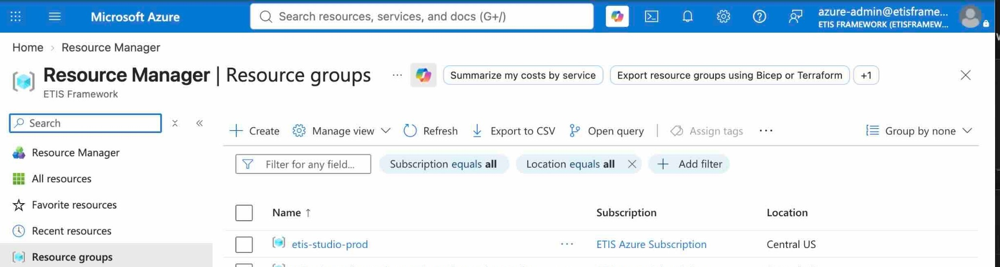 Microsoft Azure
Search resources, services, and docs (G+/)
azure-admin@etisframe...
ETIS FRAMEWORK (ETISFRAMEW...
Home > Resource Manager
Resource Manager | Resource groups
...
Summarize my costs by service
Export resource groups using Bicep or Terraform
+1
ETIS Framework
Search
Create
Manage view
Refresh
Export to CSV
Open query
Assign tags
...
Group by none
Resource Manager
All resources
Favorite resources
Recent resources
Resource groups
Filter for any field...
Subscription equals all
Location equals all
Add filter
Name ↑
Subscription
Location
etis-studio-prod
...
ETIS Azure Subscription
Central US